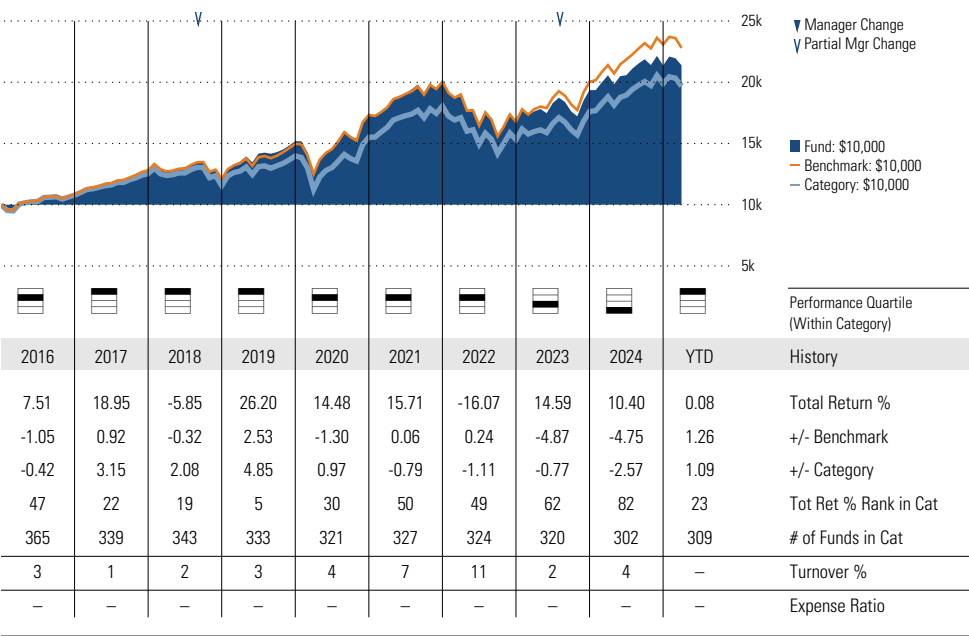 25k
Manager Change
Partial Mgr Change
20k
15k
Fund: $10,000
Benchmark: $10,000
Category: $10,000
10k
5k
Performance Quartile
(Within Category)
2016 2017 2018 2019 2020 2021 2022 2023 2024 YTD History
7.51 18.95 -5.85 26.20 14.48 15.71 -16.07 14.59 10.40 0.08 Total Return %
-1.05 0.92 -0.32 2.53 -1.30 0.06 0.24 -4.87 -4.75 1.26 +/- Benchmark
-0.42 3.15 2.08 4.85 0.97 -0.79 -1.11 -0.77 -2.57 1.09 +/- Category
47 22 19 5 30 50 49 62 82 23 Tot Ret % Rank in Cat
365 339 343 333 321 327 324 320 302 309 # of Funds in Cat
3 1 2 3 4 7 11 2 4 – Turnover %
– – – – – – – – – – Expense Ratio